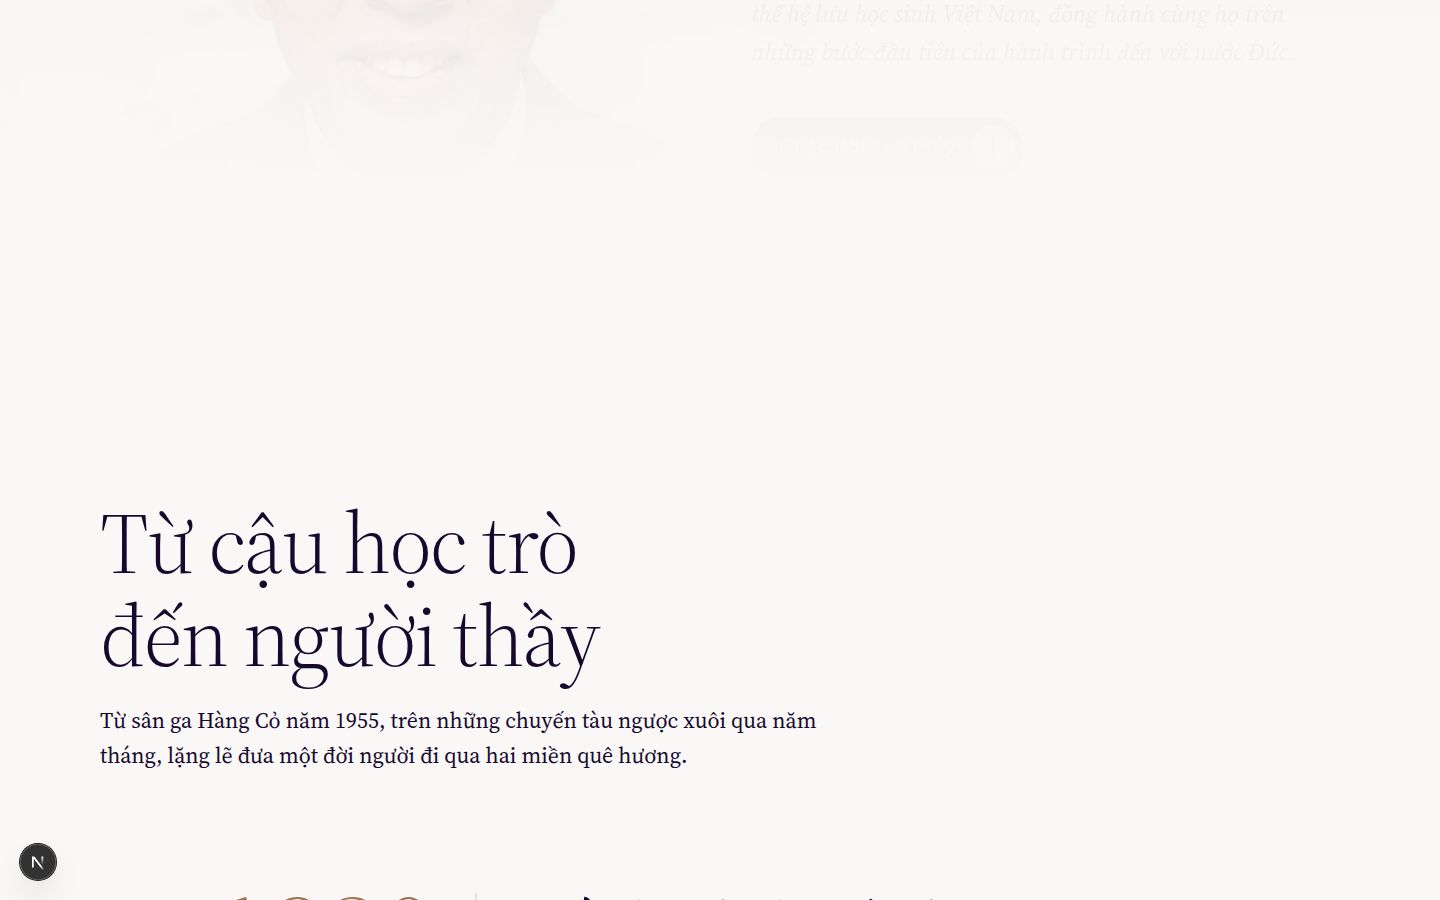 thế hệ lưu học sinh Việt Nam, đồng hành cùng họ trên
những bước đầu tiên của hành trình đến với nước Đức.
Từ cậu học trò
đến người thầy
Từ sân ga Hàng Cỏ năm 1955, trên những chuyến tàu ngược xuôi qua năm
tháng, lặng lẽ đưa một đời người đi qua hai miền quê hương.
N